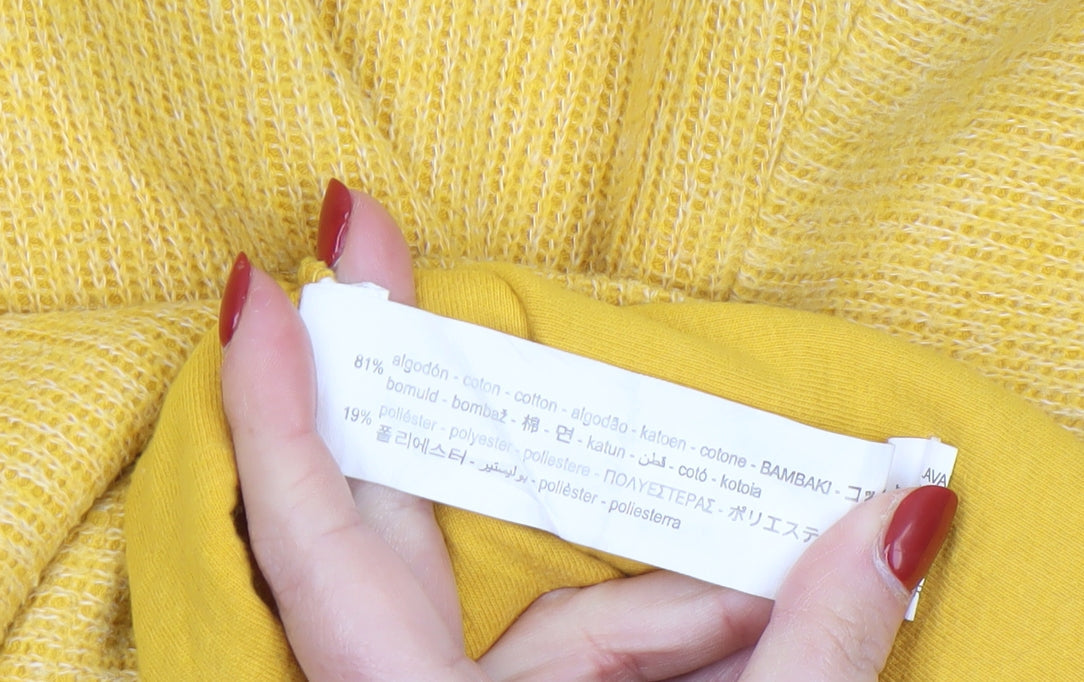 81% algodón - coton - cotton - algodão - katoen - cotone - BAMBAKI -
bomuld - bombaž - 棉 - 면 - katun - قطن - cotó - kotoia
19% poliéster - polyester - poliestere - ΠΟΛΥΕΣΤΕΡΑΣ - ポリエステ
폴리에스터 - بوليستير - polièster - poliesterra
AVA